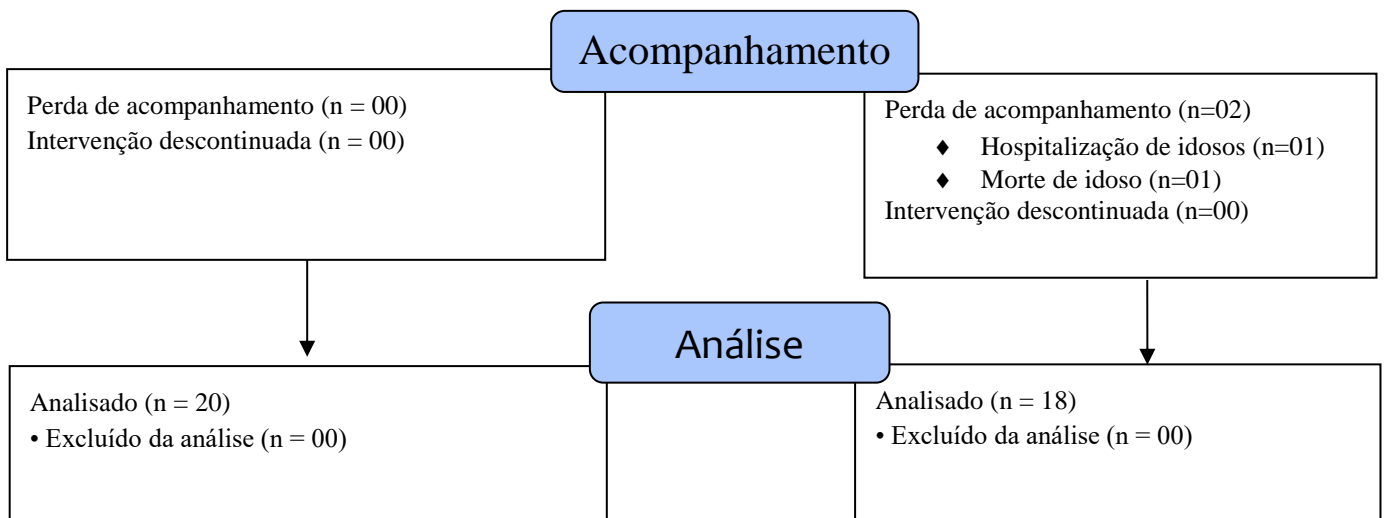 Acompanhamento
Perda de acompanhamento (n = 00)
Intervenção descontinuada (n = 00)
Perda de acompanhamento (n=02)
♦ Hospitalização de idosos (n=01)
♦ Morte de idoso (n=01)
Intervenção descontinuada (n=00)
Análise
Analisado (n = 20)
• Excluído da análise (n = 00)
Analisado (n = 18)
• Excluído da análise (n = 00)